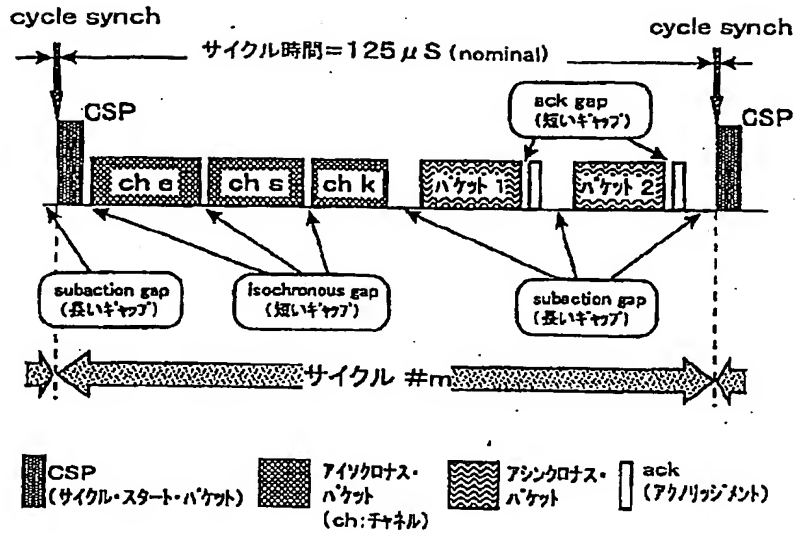 cycle synch
cycle synch
サイクル時間＝125μS (nominal)
CSP
ack gap
(短いギャップ)
CSP
ch e
ch s
ch k
パケット 1
パケット 2
subaction gap
(長いギャップ)
isochronous gap
(短いギャップ)
subaction gap
(長いギャップ)
サイクル #m
CSP
(サイクル・スタート・パケット)
アイソクロナス・
パケット
(ch:チャネル)
アシンクロナス・
パケット
ack
(アクノリッジメント)